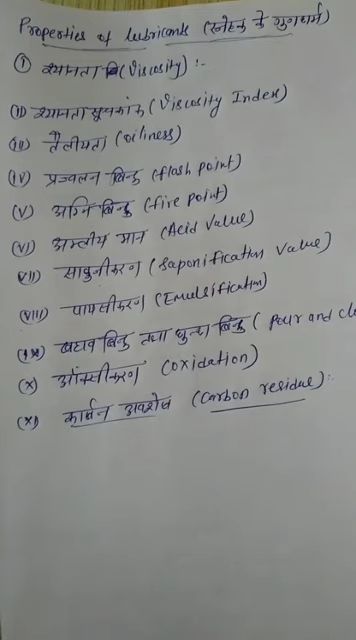 Properties of lubricants (स्नेहक के गुणधर्म)
(I) श्यानता (Viscosity) :-
(II) श्यानता सूचकांक (Viscosity Index)
(III) तैलीयता (oiliness)
(IV) प्रज्वलन बिन्दु (flash point)
(V) अग्नि बिन्दु (fire point)
(VI) अम्लीय मान (Acid Value)
(VII) साबुनीकरण (Saponification Value)
(VIII) पायसीकरण (Emulsification)
(IX) बहाव बिन्दु तथा धुन्ध बिन्दु (Pour and clo
(X) ऑक्सीकरण (oxidation)
(XI) कार्बन अवशेष (Carbon residue):-